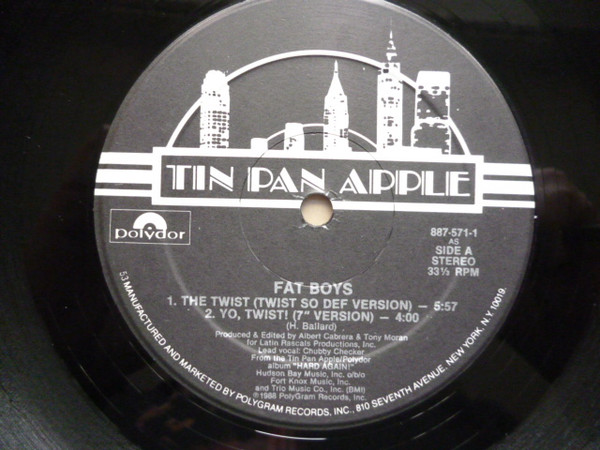 TIN PAN APPLE
polydor
887-571-1
AS
SIDE A
STEREO
33⅓ RPM
FAT BOYS
1. THE TWIST (TWIST SO DEF VERSION) — 5:57
2. YO, TWIST! (7" VERSION) — 4:00
(H. Ballard)
Produced & Edited by Albert Cabrera & Tony Moran
for Latin Rascals Productions, Inc.
Lead vocal: Chubby Checker
From the Tin Pan Apple/Polydor
album "HARD AGAIN!"
Hudson Bay Music, Inc. o/b/o
Fort Knox Music, Inc.
and Trio Music Co., Inc. (BMI)
℗1988 PolyGram Records, Inc.
53 MANUFACTURED AND MARKETED BY POLYGRAM RECORDS, INC., 810 SEVENTH AVENUE, NEW YORK, N.Y. 10019.